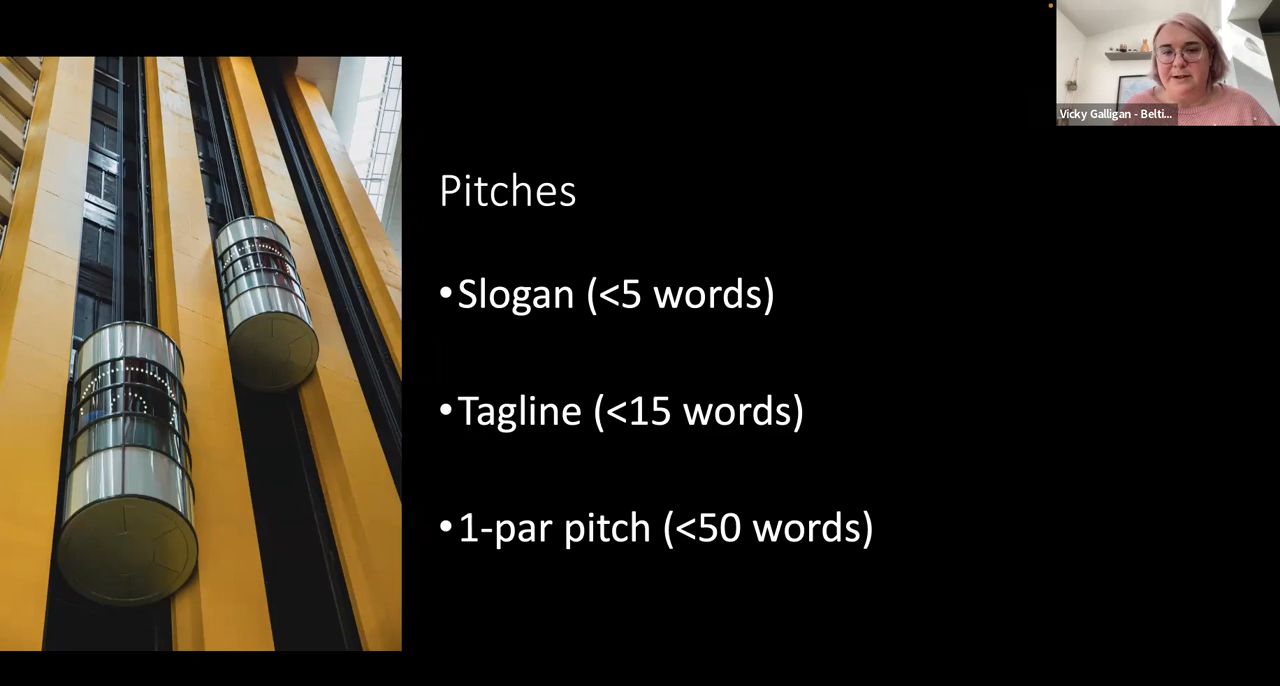 Vicky Galligan - Belti...
Pitches
•Slogan (<5 words)
•Tagline (<15 words)
•1-par pitch (<50 words)